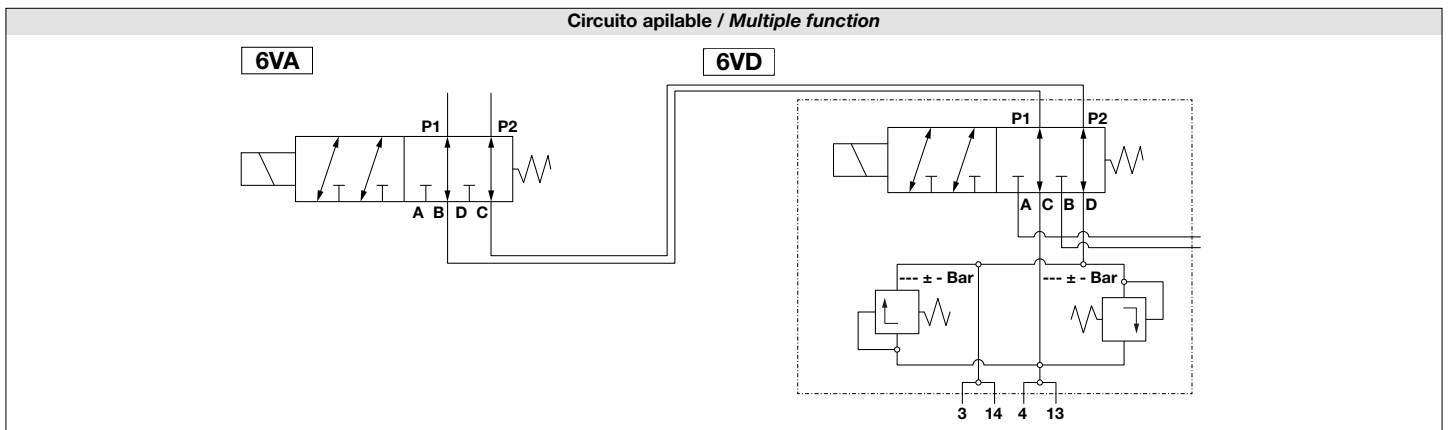 Circuito apilable / Multiple function
6VA
6VD
P1 P2
A B D C
P1 P2
A C B D
--- ± - Bar
--- ± - Bar
3 14 4 13